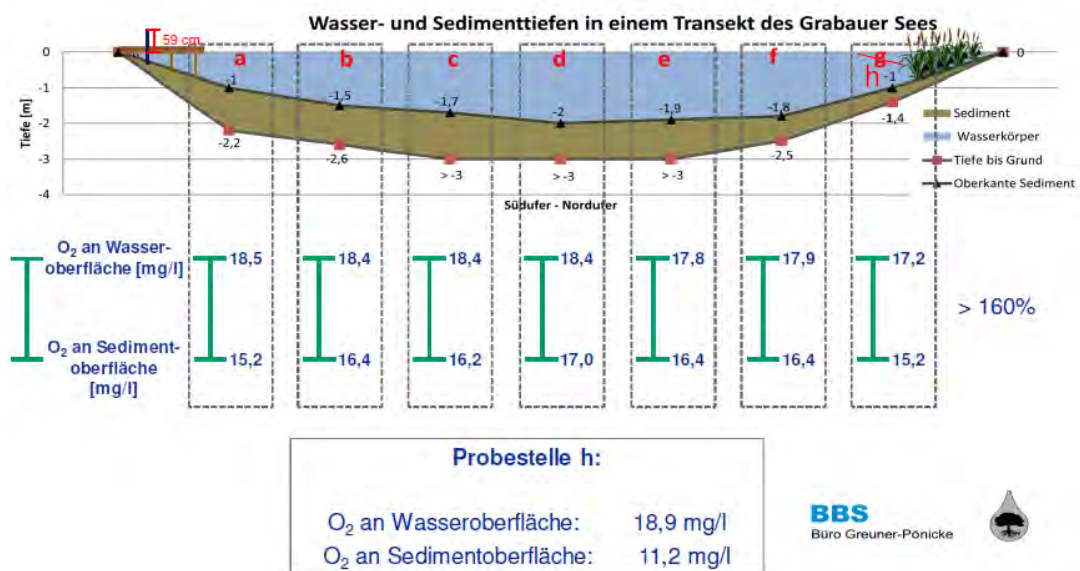 Wasser- und Sedimenttiefen in einem Transekt des Grabauer Sees
59 cm
a b c d e f g
h
Tiefe [m]
0
-1
-2
-3
-4
0
-1 -1,5 -1,7 -2 -1,9 -1,8 -1
-2,2 -2,6 > -3 > -3 > -3 -2,5 -1,4
Sediment
Wasserkörper
Tiefe bis Grund
Oberkante Sediment
Südufer - Nordufer
O₂ an Wasser-
oberfläche [mg/l]
18,5 18,4 18,4 18,4 17,8 17,9 17,2
> 160%
O₂ an Sediment-
oberfläche
[mg/l]
15,2 16,4 16,2 17,0 16,4 16,4 15,2
Probestelle h:
O₂ an Wasseroberfläche: 18,9 mg/l
O₂ an Sedimentoberfläche: 11,2 mg/l
BBS
Büro Greuner-Pönicke